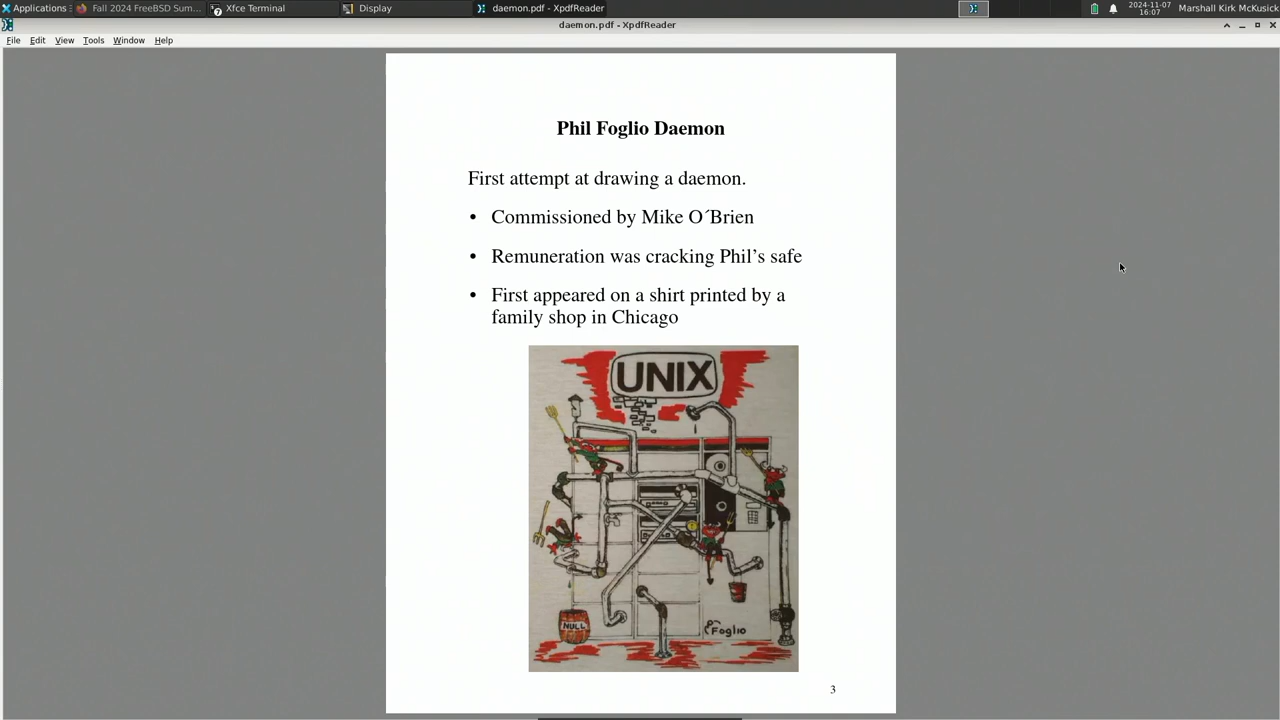 Applications
Fall 2024 FreeBSD Sum...
Xfce Terminal
Display
daemon.pdf - XpdfReader
2024-11-07
16:07
Marshall Kirk McKusick
daemon.pdf - XpdfReader
File Edit View Tools Window Help
Phil Foglio Daemon
First attempt at drawing a daemon.
• Commissioned by Mike O´Brien
• Remuneration was cracking Phil’s safe
• First appeared on a shirt printed by a
family shop in Chicago
UNIX
NULL
Foglio
3